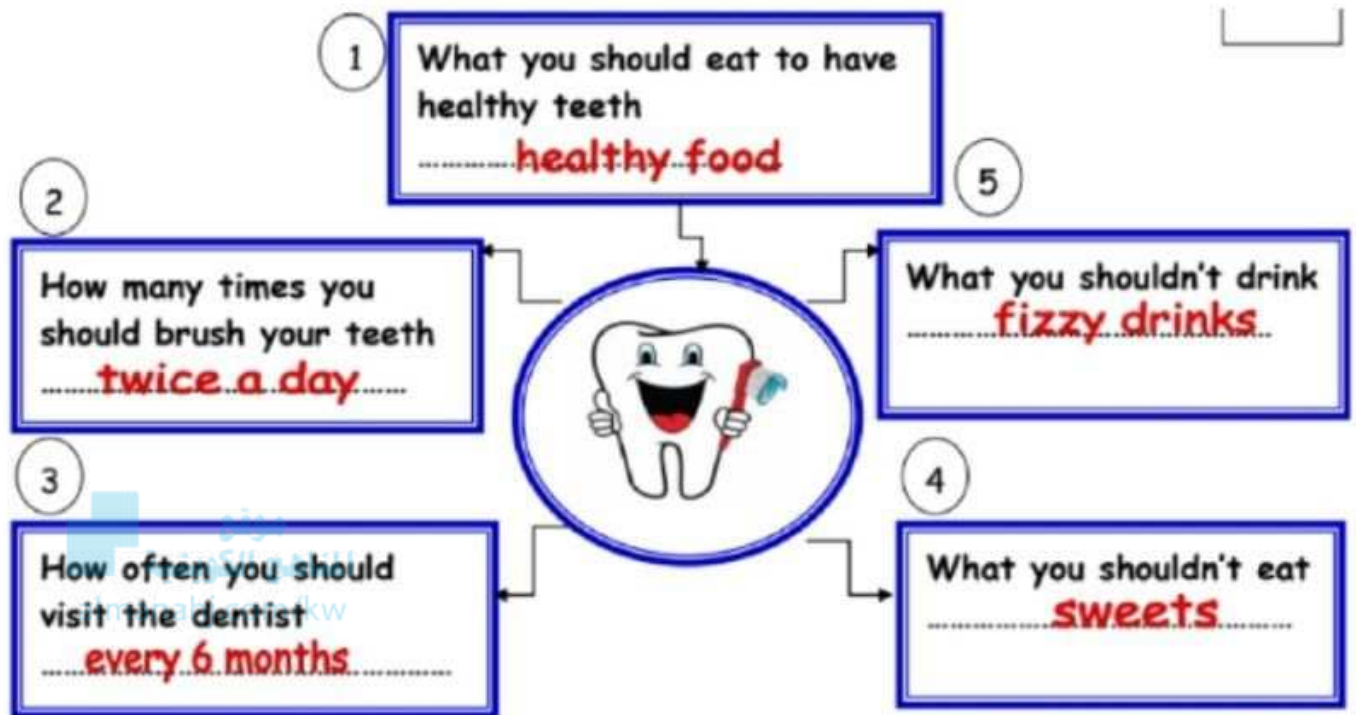 1
What you should eat to have
healthy teeth
healthy food
2
How many times you
should brush your teeth
twice a day
3
How often you should
visit the dentist
every 6 months
4
What you shouldn't eat
sweets
5
What you shouldn't drink
fizzy drinks